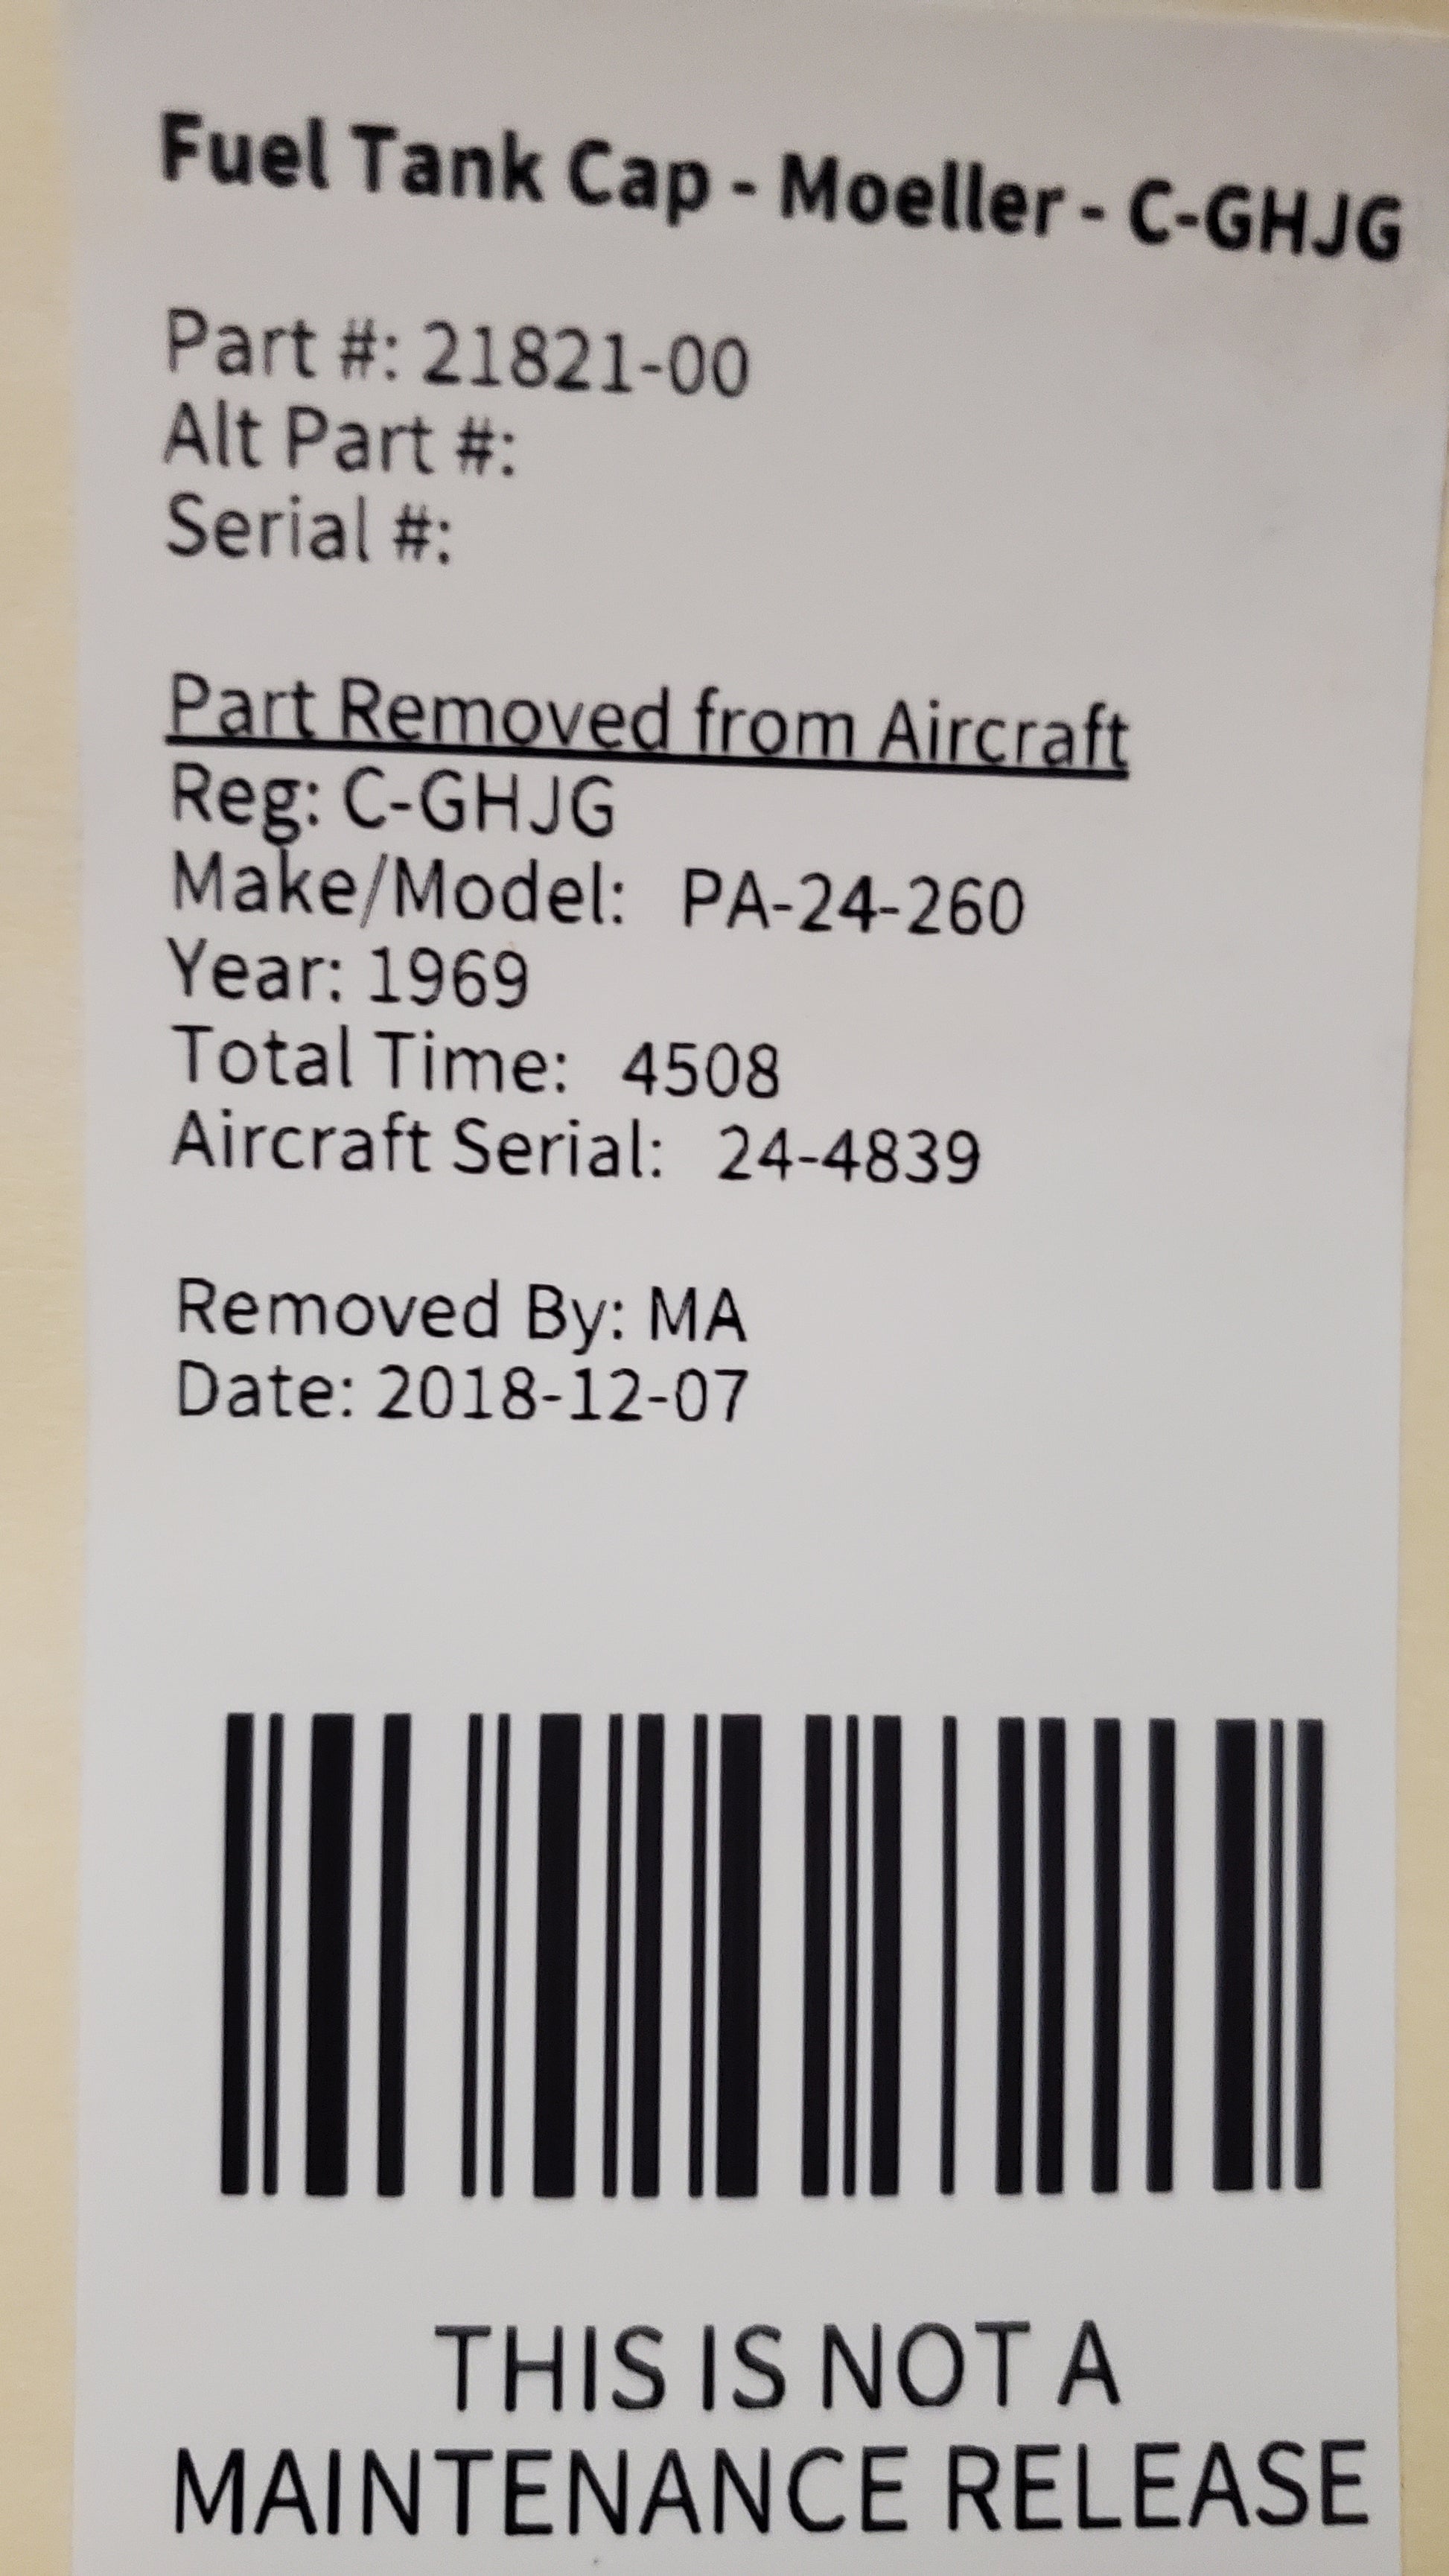 Fuel Tank Cap - Moeller - C-GHJG
Part #: 21821-00
Alt Part #:
Serial #:
Part Removed from Aircraft
Reg: C-GHJG
Make/Model: PA-24-260
Year: 1969
Total Time: 4508
Aircraft Serial: 24-4839
Removed By: MA
Date: 2018-12-07
THIS IS NOT A
MAINTENANCE RELEASE